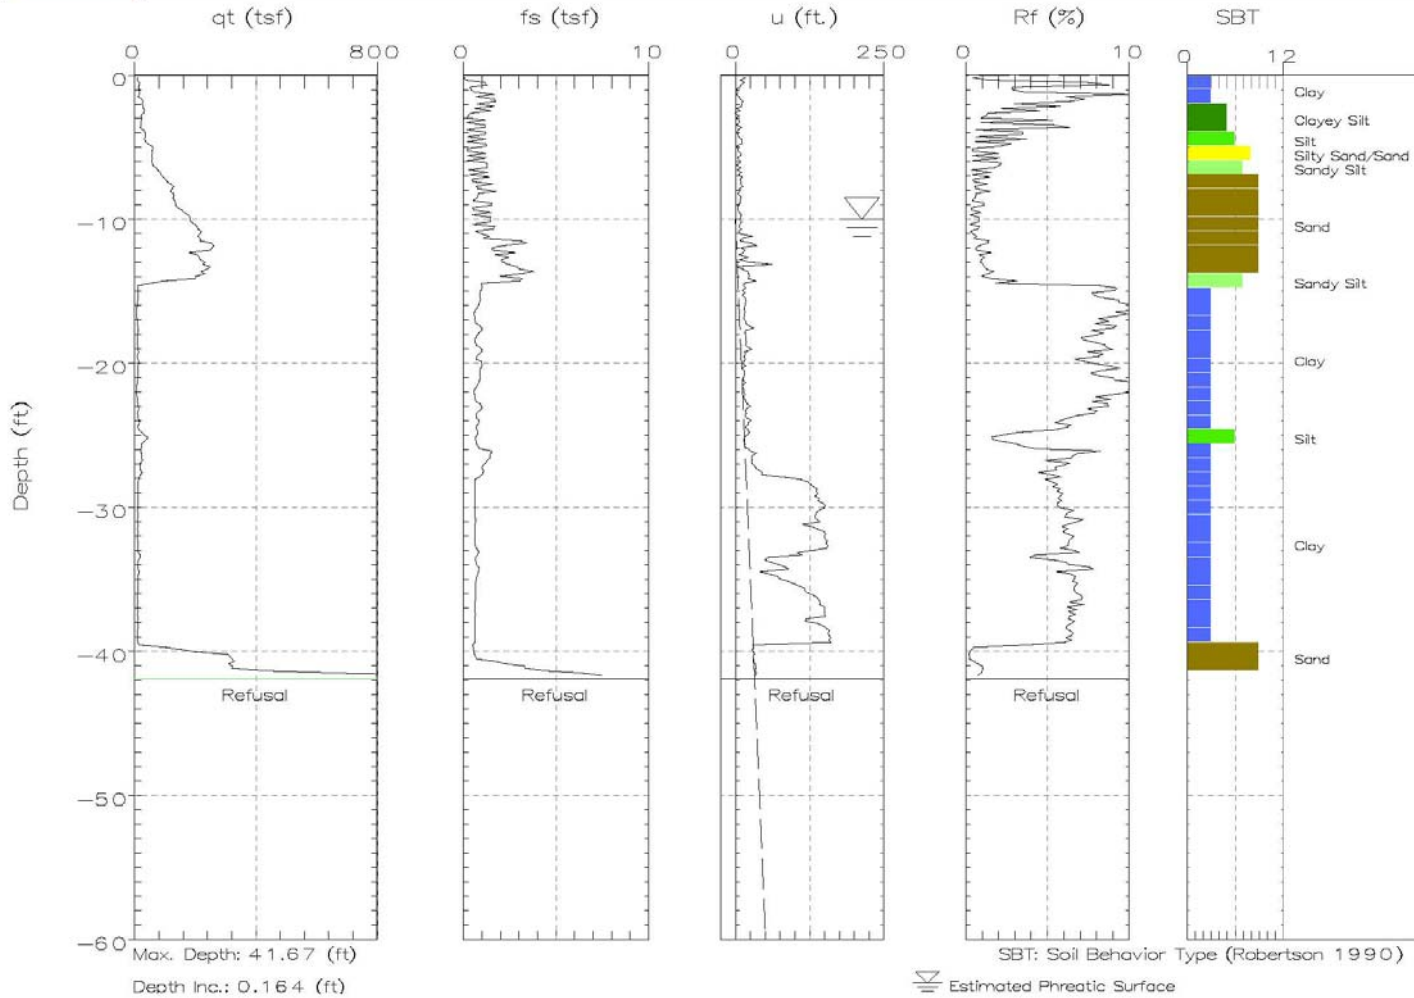 qt (tsf) fs (tsf) u (ft.) Rf (%) SBT
0 800 0 10 0 250 0 10 0 12
0
Clay
Clayey Silt
Silt
Silty Sand/Sand
Sandy Silt
-10
Sand
Sandy Silt
-20
Clay
Depth (ft)
Silt
-30
Clay
-40
Sand
Refusal Refusal Refusal Refusal
-50
-60
Max. Depth: 41.67 (ft) SBT: Soil Behavior Type (Robertson 1990)
Depth Inc.: 0.164 (ft) Estimated Phreatic Surface